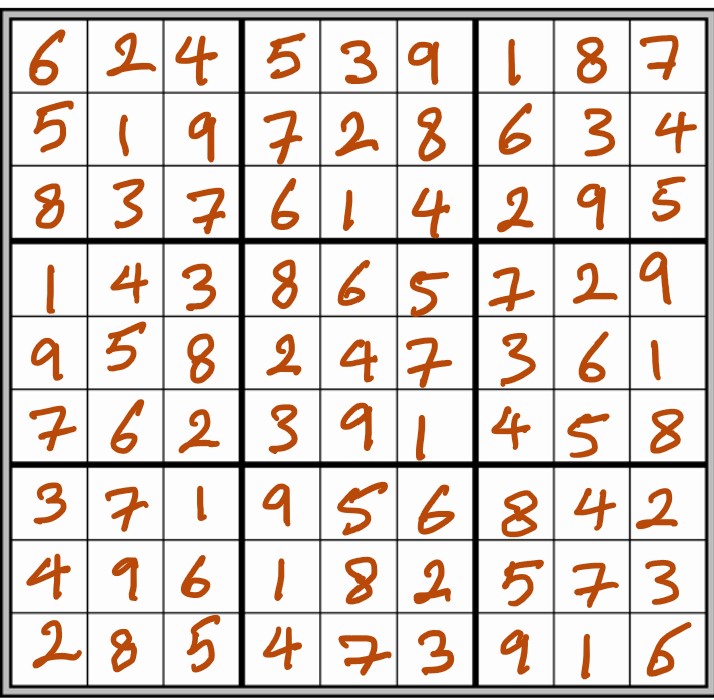 6 2 4 5 3 9 1 8 7
5 1 9 7 2 8 6 3 4
8 3 7 6 1 4 2 9 5
1 4 3 8 6 5 7 2 9
9 5 8 2 4 7 3 6 1
7 6 2 3 9 1 4 5 8
3 7 1 9 5 6 8 4 2
4 9 6 1 8 2 5 7 3
2 8 5 4 7 3 9 1 6